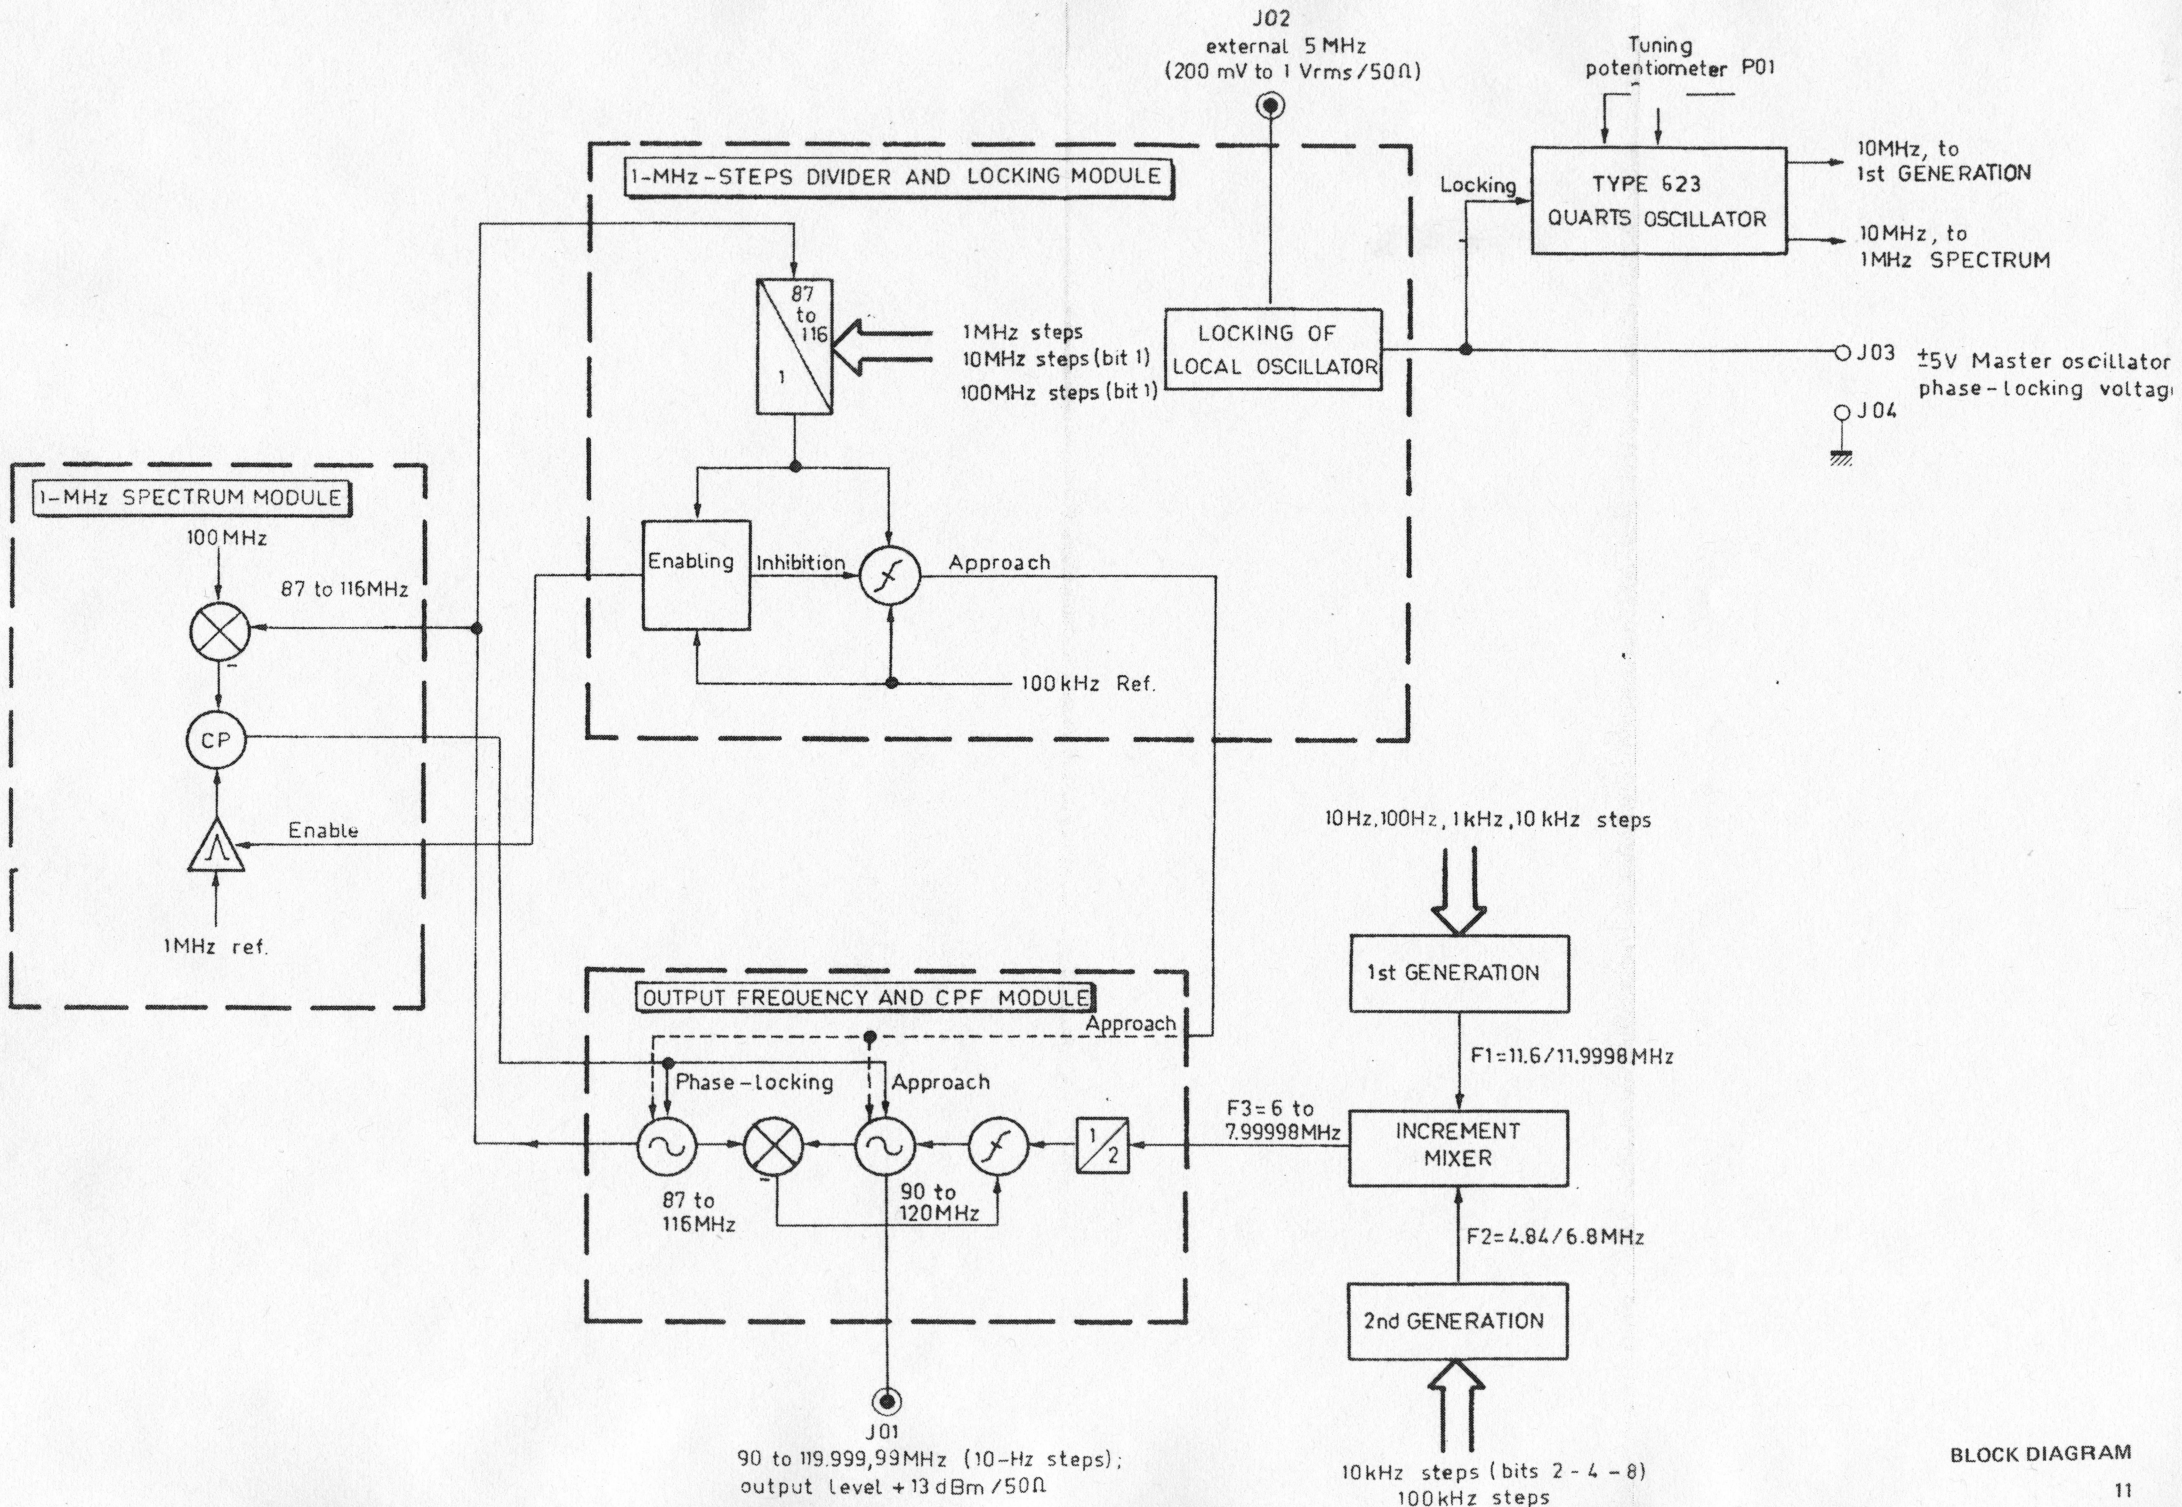 J02
external 5 MHz
(200 mV to 1 Vrms/50Ω)
Tuning
potentiometer P01
1-MHz-STEPS DIVIDER AND LOCKING MODULE
Locking
TYPE 623
QUARTS OSCILLATOR
10MHz, to
1st GENERATION
10MHz, to
1MHz SPECTRUM
87
to
116
1
1MHz steps
10MHz steps (bit 1)
100MHz steps (bit 1)
LOCKING OF
LOCAL OSCILLATOR
J03
±5V Master oscillator
phase-locking voltag
J04
1-MHz SPECTRUM MODULE
100MHz
87 to 116MHz
Enabling
Inhibition
Approach
100kHz Ref.
CP
Enable
1MHz ref.
10Hz,100Hz, 1kHz,10 kHz steps
1st GENERATION
F1=11.6/11.9998MHz
OUTPUT FREQUENCY AND CPF MODULE
Approach
Phase-locking
Approach
1
2
F3=6 to
7.99998MHz
INCREMENT
MIXER
87 to
116MHz
90 to
120MHz
F2=4.84/6.8MHz
2nd GENERATION
J01
90 to 119.999,99MHz (10-Hz steps);
output level +13 dBm/50Ω
10kHz steps (bits 2 - 4 - 8)
100kHz steps
BLOCK DIAGRAM
11